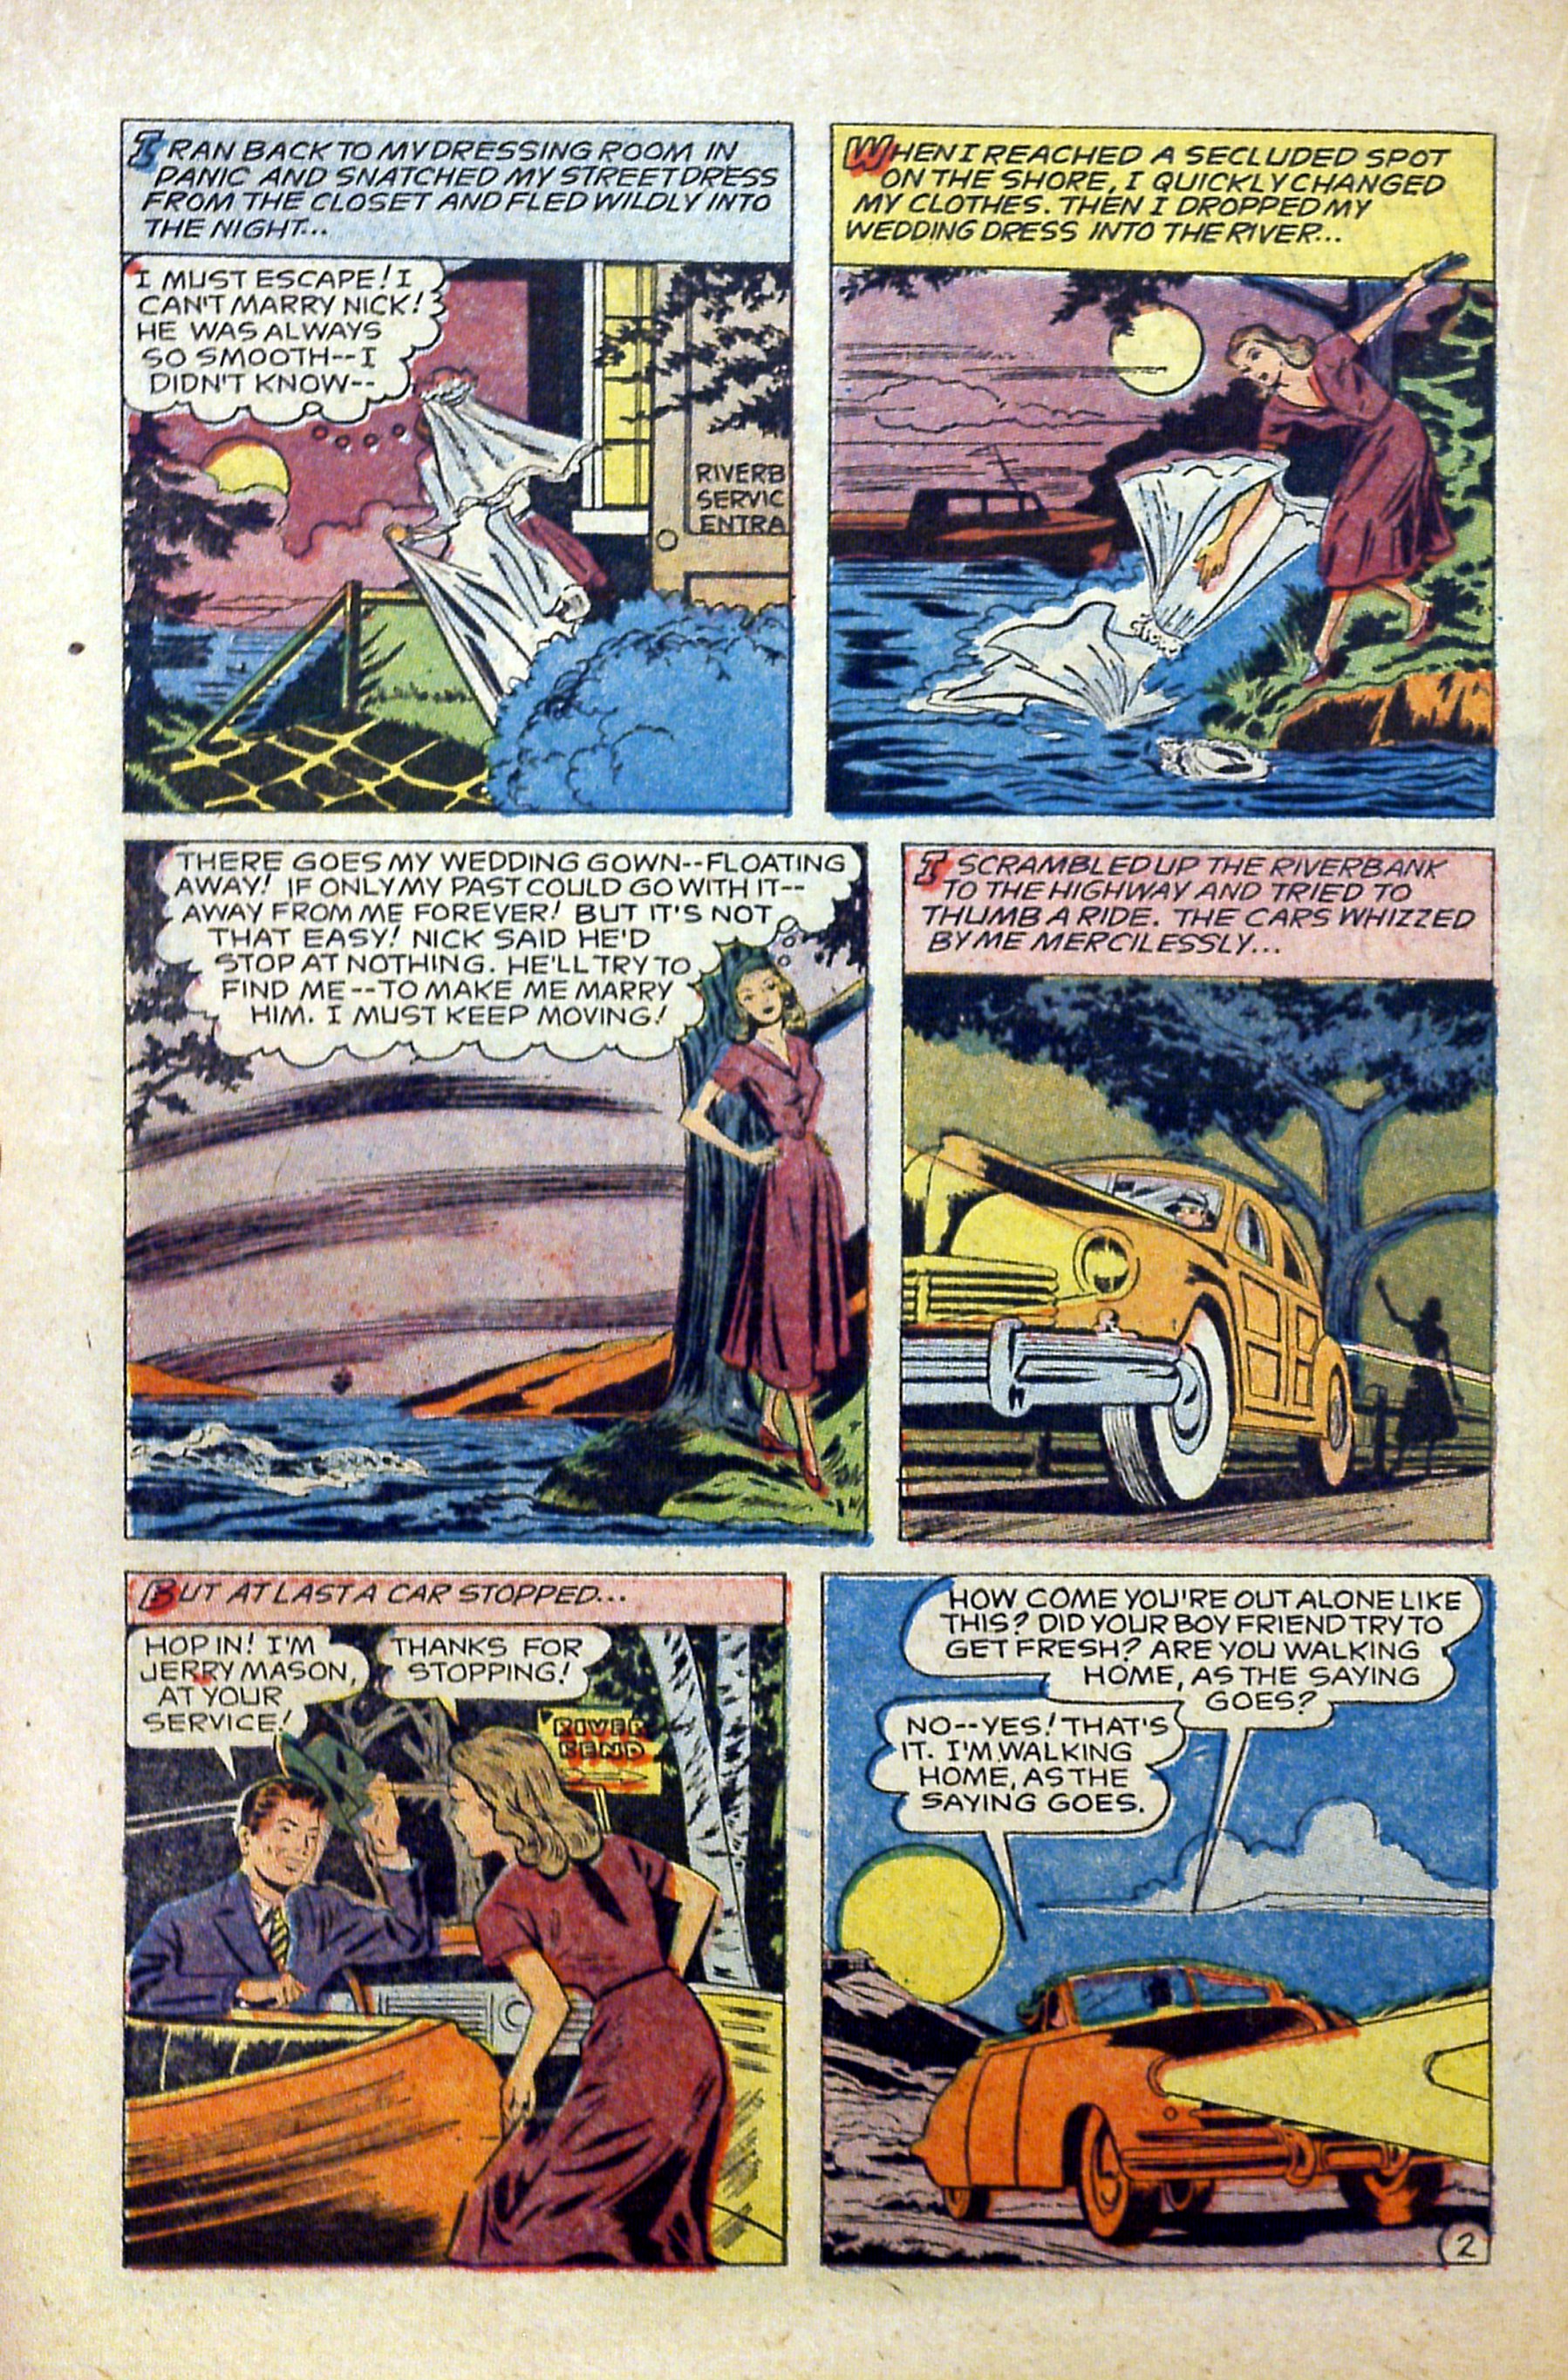 I RAN BACK TO MY DRESSING ROOM IN
PANIC AND SNATCHED MY STREET DRESS
FROM THE CLOSET AND FLED WILDLY INTO
THE NIGHT...
I MUST ESCAPE! I
CAN'T MARRY NICK!
HE WAS ALWAYS
SO SMOOTH--I
DIDN'T KNOW--
RIVERB
SERVIC
ENTRA
WHEN I REACHED A SECLUDED SPOT
ON THE SHORE, I QUICKLY CHANGED
MY CLOTHES. THEN I DROPPED MY
WEDDING DRESS INTO THE RIVER...
THERE GOES MY WEDDING GOWN--FLOATING
AWAY! IF ONLY MY PAST COULD GO WITH IT--
AWAY FROM ME FOREVER! BUT IT'S NOT
THAT EASY! NICK SAID HE'D
STOP AT NOTHING. HE'LL TRY TO
FIND ME--TO MAKE ME MARRY
HIM. I MUST KEEP MOVING!
I SCRAMBLED UP THE RIVERBANK
TO THE HIGHWAY AND TRIED TO
THUMB A RIDE. THE CARS WHIZZED
BY ME MERCILESSLY...
BUT AT LAST A CAR STOPPED...
HOP IN! I'M
JERRY MASON,
AT YOUR
SERVICE!
THANKS FOR
STOPPING!
RIVER
BEND
HOW COME YOU'RE OUT ALONE LIKE
THIS? DID YOUR BOY FRIEND TRY TO
GET FRESH? ARE YOU WALKING
HOME, AS THE SAYING
GOES?
NO--YES! THAT'S
IT. I'M WALKING
HOME, AS THE
SAYING GOES.
2